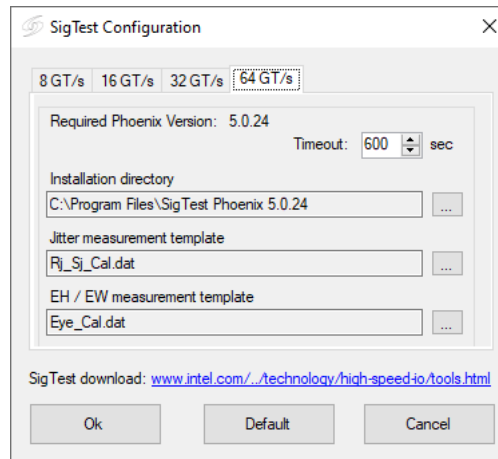 SigTest Configuration
8 GT/s 16 GT/s 32 GT/s 64 GT/s
Required Phoenix Version: 5.0.24
Timeout: 600 sec
Installation directory
C:\Program Files\SigTest Phoenix 5.0.24 ...
Jitter measurement template
Rj_Sj_Cal.dat ...
EH / EW measurement template
Eye_Cal.dat ...
SigTest download: www.intel.com/../technology/high-speed-io/tools.html
Ok Default Cancel